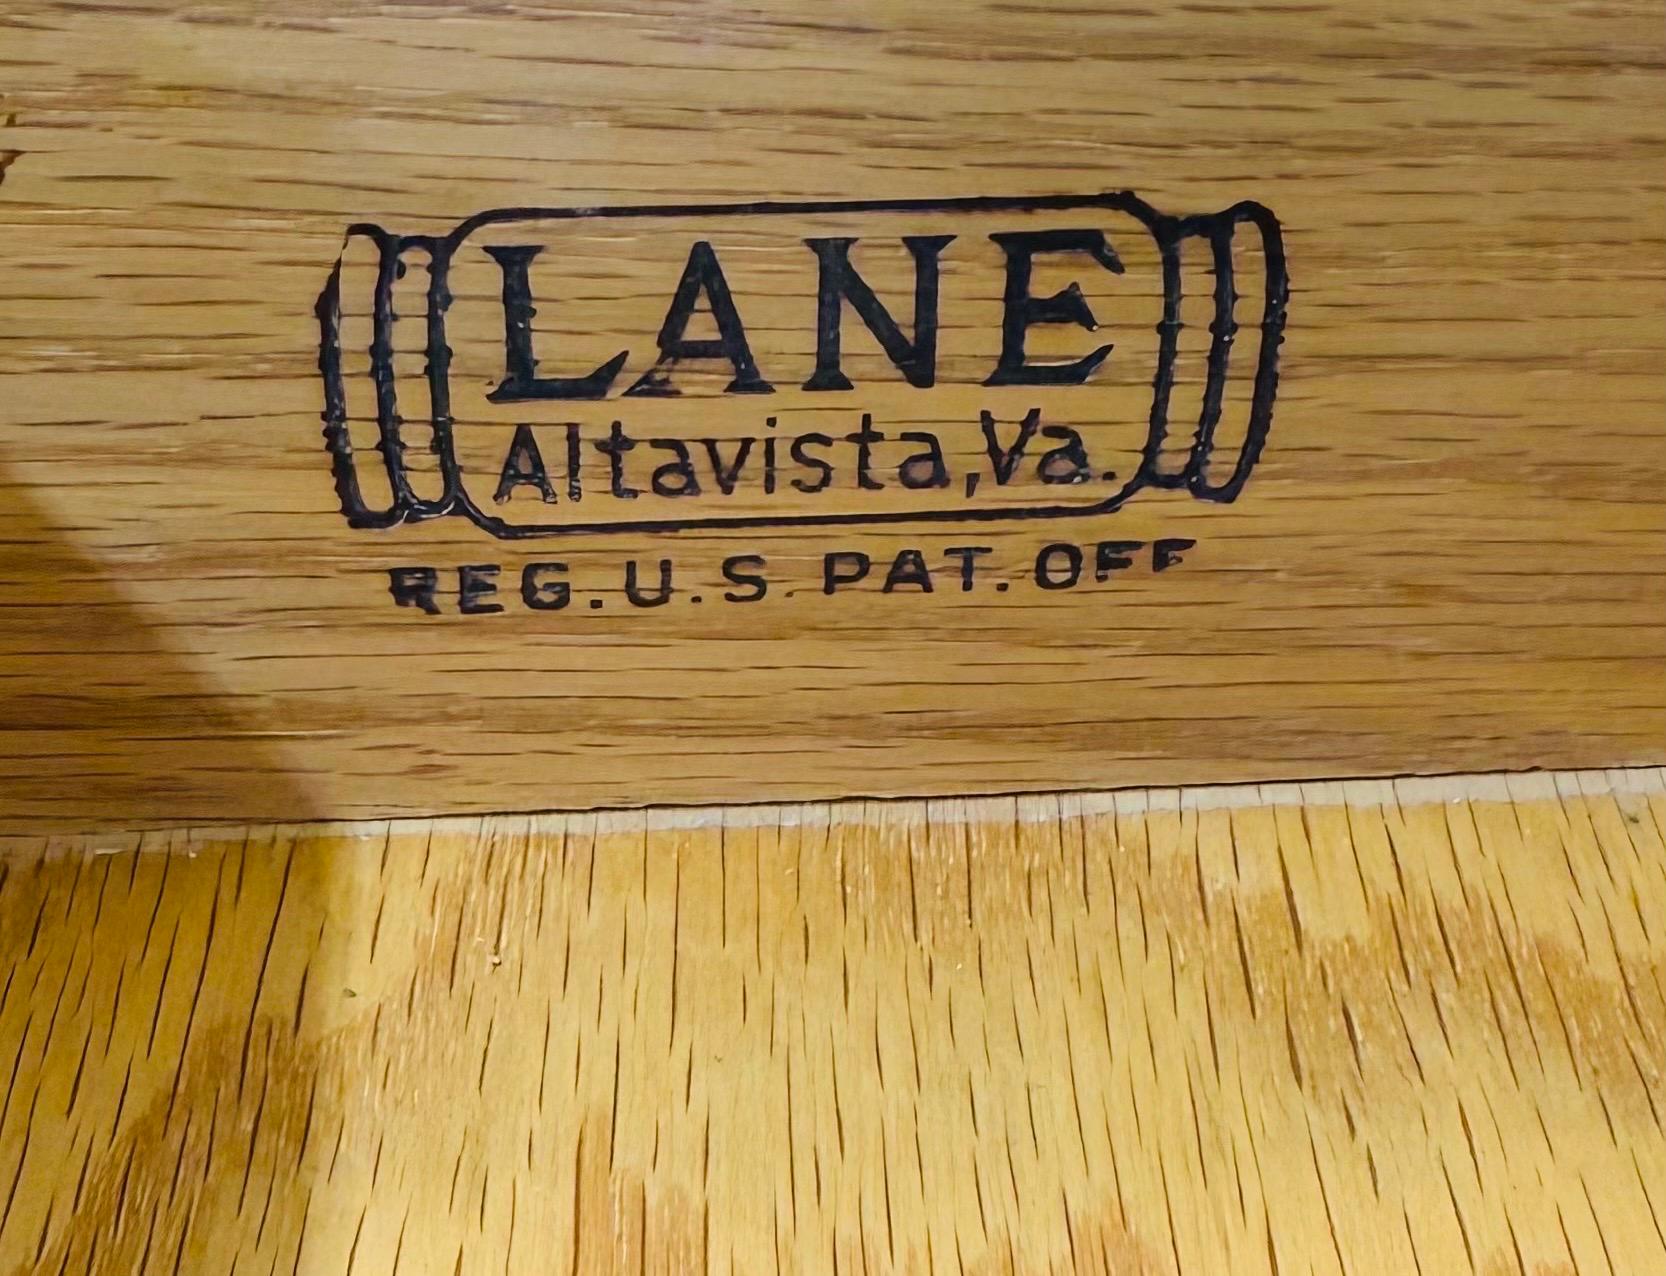 LANE
Altavista, Va.
REG. U.S. PAT. OFF